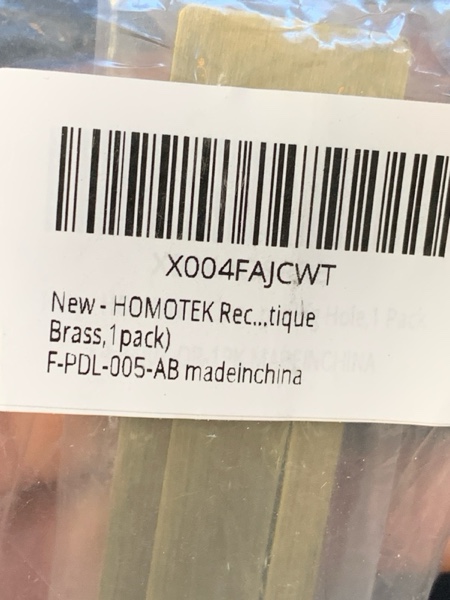 X004FAJCWT
New - HOMOTEK Rec...tique
Brass,1pack)
F-PDL-005-AB madeinchina